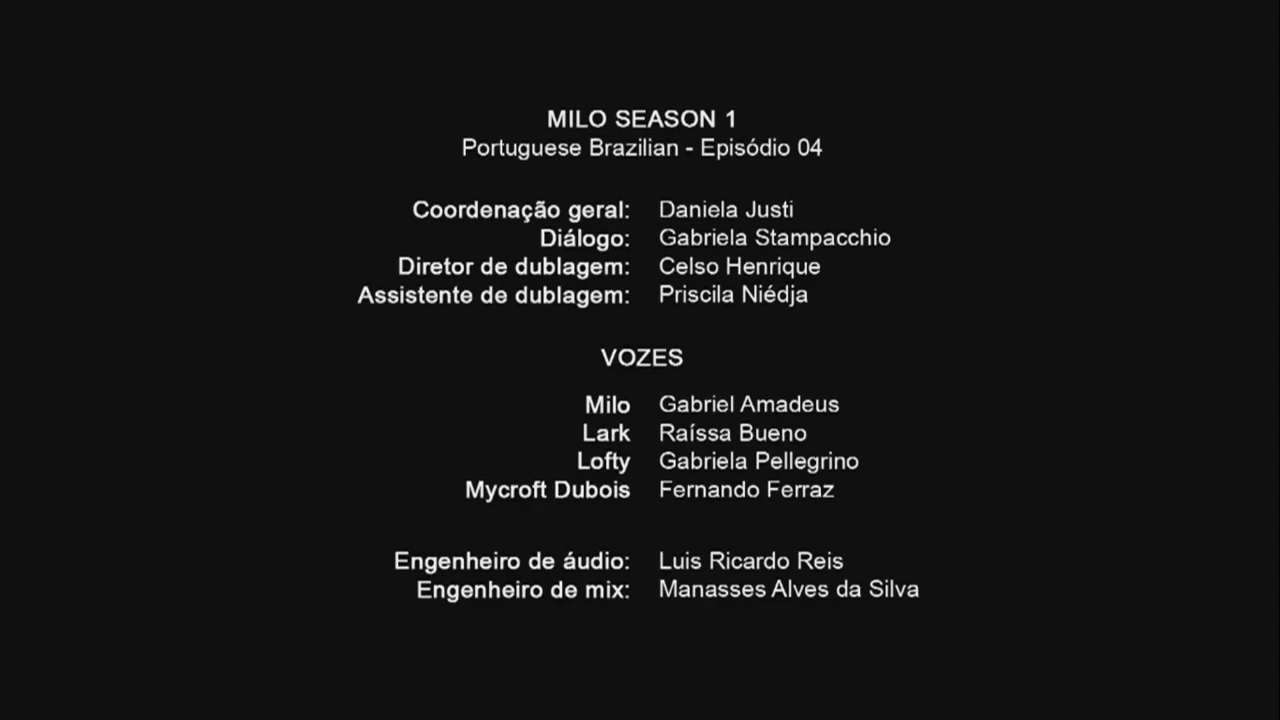 MILO SEASON 1
Portuguese Brazilian - Episódio 04
Coordenação geral: Daniela Justi
Diálogo: Gabriela Stampacchio
Diretor de dublagem: Celso Henrique
Assistente de dublagem: Priscila Niédja
VOZES
Milo Gabriel Amadeus
Lark Raíssa Bueno
Lofty Gabriela Pellegrino
Mycroft Dubois Fernando Ferraz
Engenheiro de áudio: Luis Ricardo Reis
Engenheiro de mix: Manasses Alves da Silva